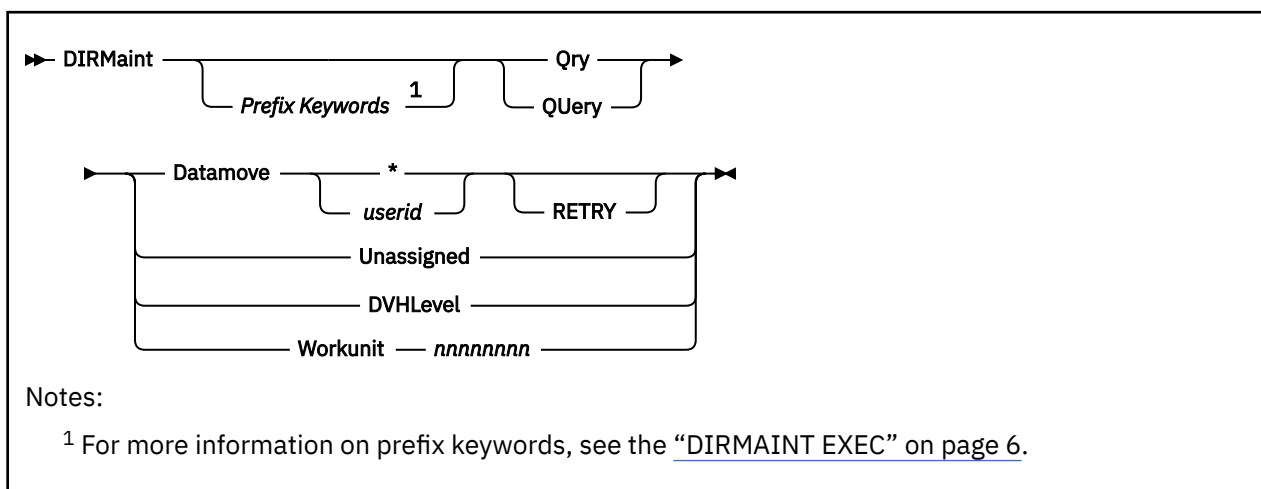 DIRMaint Qry
Prefix Keywords 1 QUery
Datamove *
userid RETRY
Unassigned
DVHLevel
Workunit nnnnnnnn
Notes:
1 For more information on prefix keywords, see the “DIRMAINT EXEC” on page 6.